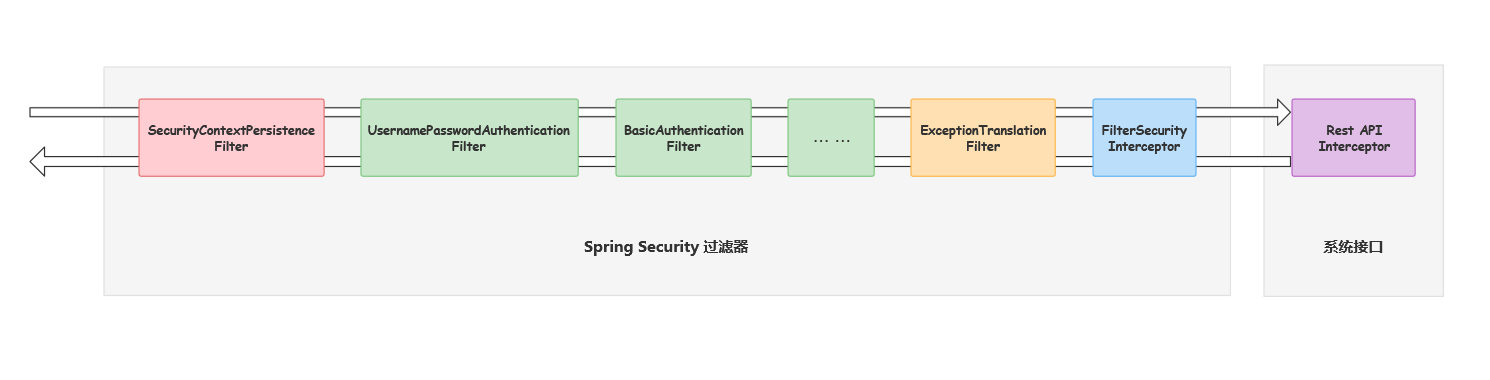 SecurityContextPersistence
Filter
UsernamePasswordAuthentication
Filter
BasicAuthentication
Filter
... ...
ExceptionTranslation
Filter
FilterSecurity
Interceptor
Rest API
Interceptor
Spring Security 过滤器
系统接口